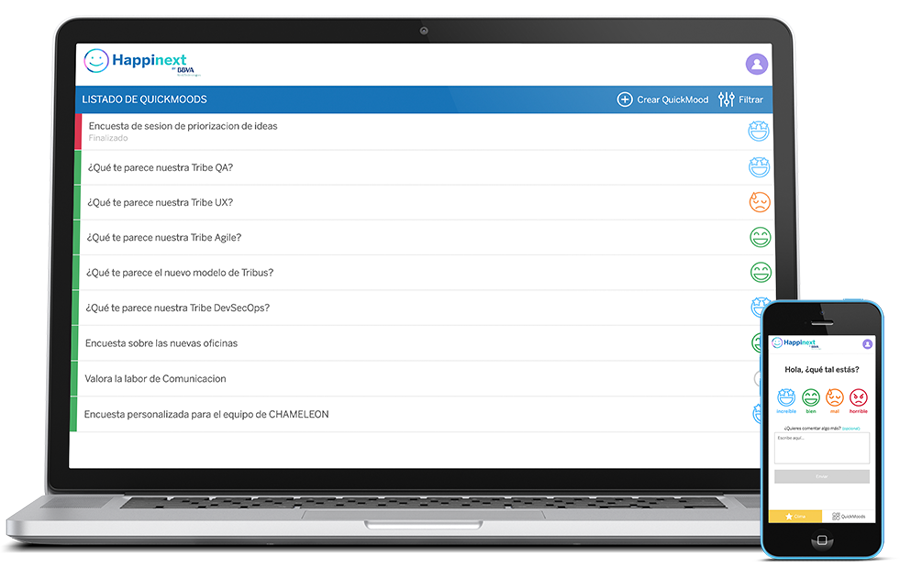 Happinext
BBVA
LISTADO DE QUICKMOODS
Crear QuickMood
Filtrar
Encuesta de sesion de priorizacion de ideas
Finalizado
¿Qué te parece nuestra Tribe QA?
¿Qué te parece nuestra Tribe UX?
¿Qué te parece nuestra Tribe Agile?
¿Qué te parece el nuevo modelo de Tribus?
¿Qué te parece nuestra Tribe DevSecOps?
Encuesta sobre las nuevas oficinas
Valora la labor de Comunicacion
Encuesta personalizada para el equipo de CHAMELEON
Happinext
BBVA
Hola, ¿qué tal estás?
increíble
bien
mal
horrible
¿Quieres comentar algo más? (opcional)
Escribe aquí...
Enviar
QuickMoods